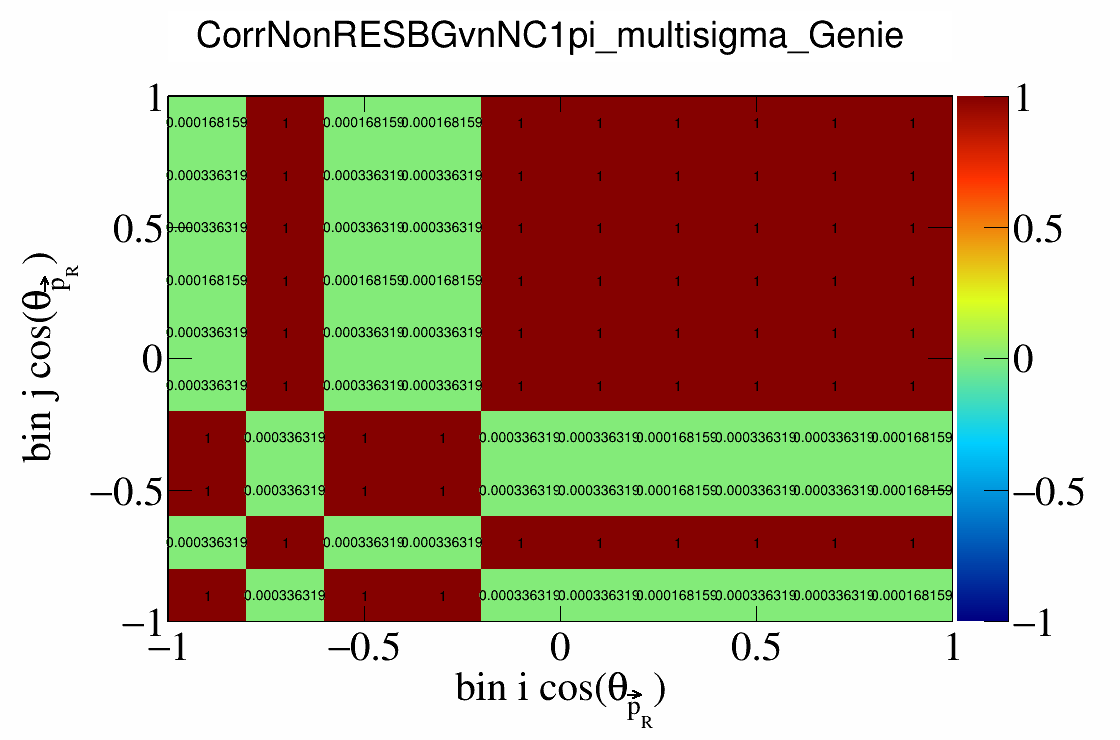 CorrNonRESBGvnNC1pi_multisigma_Genie
1 0.000168159 1 0.000168159 0.000168159 1 1 1 1 1 1 1
0.000336319 1 0.000336319 0.000336319 1 1 1 1 1 1
0.5 0.000336319 1 0.000336319 0.000336319 1 1 1 1 1 1 0.5
0.000168159 1 0.000168159 0.000168159 1 1 1 1 1 1
0.000336319 1 0.000336319 0.000336319 1 1 1 1 1 1
0 0
0.000336319 1 0.000336319 0.000336319 1 1 1 1 1 1
1 0.000336319 1 1 0.000336319 0.000336319 0.000168159 0.000336319 0.000336319 0.000168159
−0.5 1 0.000336319 1 1 0.000336319 0.000336319 0.000168159 0.000336319 0.000336319 0.000168159 −0.5
0.000336319 1 0.000336319 0.000336319 1 1 1 1 1 1
1 0.000336319 1 1 0.000336319 0.000336319 0.000168159 0.000336319 0.000336319 0.000168159
−1 −1
−1 −0.5 0 0.5 1
bin i cos(θ p⃗R)
bin j cos(θ p⃗R)